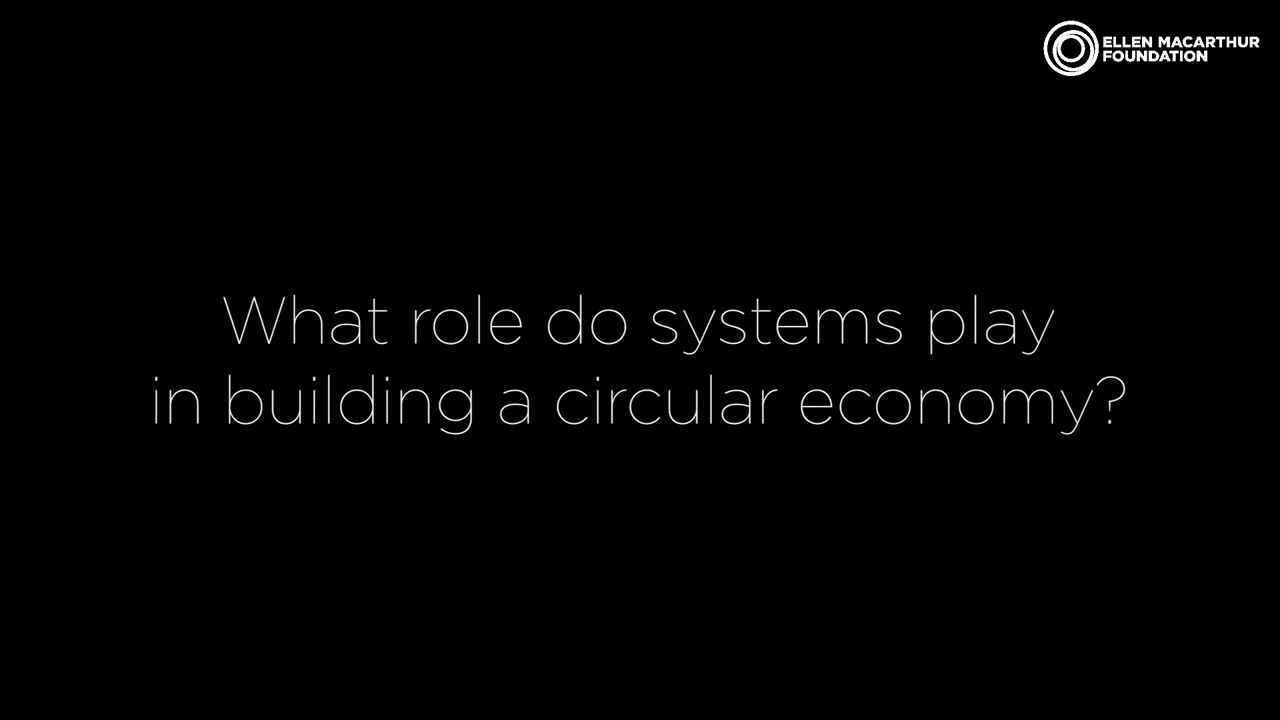 ELLEN MACARTHUR
FOUNDATION
What role do systems play
in building a circular economy?